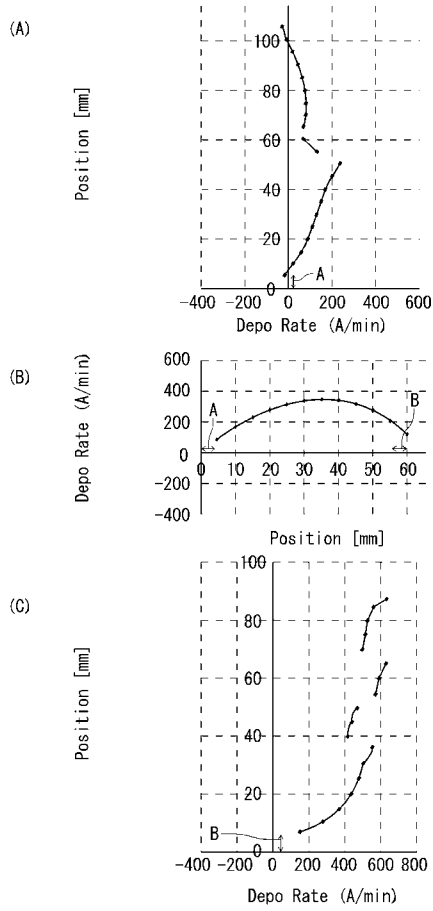 (A)
Position [mm]
100
80
60
40
20
0
A
-400 -200 0 200 400 600
Depo Rate (A/min)
(B)
Depo Rate (A/min)
600
400
200
0
-200
-400
A
B
0 10 20 30 40 50 60
Position [mm]
(C)
Position [mm]
100
80
60
40
20
0
B
-400 -200 0 200 400 600 800
Depo Rate (A/min)